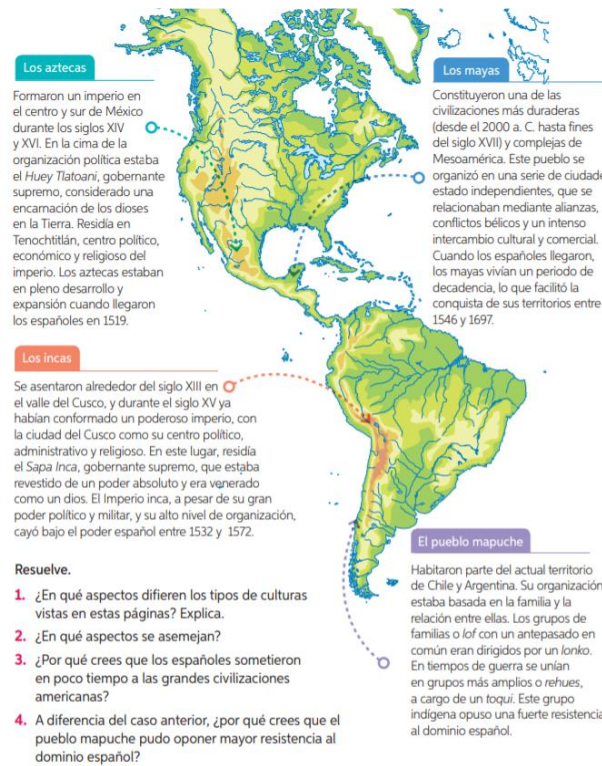 Los aztecas
Formaron un imperio en
el centro y sur de México
durante los siglos XIV
y XVI. En la cima de la
organización política estaba
el Huey Tlatoani, gobernante
supremo, considerado una
encarnación de los dioses
en la Tierra. Residía en
Tenochtitlán, centro político,
económico y religioso del
imperio. Los aztecas estaban
en pleno desarrollo y
expansión cuando llegaron
los españoles en 1519.
Los mayas
Constituyeron una de las
civilizaciones más duraderas
(desde el 2000 a. C. hasta fines
del siglo XVII) y complejas de
Mesoamérica. Este pueblo se
organizó en una serie de ciudade
estado independientes, que se
relacionaban mediante alianzas,
conflictos bélicos y un intenso
intercambio cultural y comercial.
Cuando los españoles llegaron,
los mayas vivían un periodo de
decadencia, lo que facilitó la
conquista de sus territorios entre
1546 y 1697.
Los incas
Se asentaron alrededor del siglo XIII en
el valle del Cusco, y durante el siglo XV ya
habían conformado un poderoso imperio, con
la ciudad del Cusco como su centro político,
administrativo y religioso. En este lugar, residía
el Sapa Inca, gobernante supremo, que estaba
revestido de un poder absoluto y era venerado
como un dios. El Imperio inca, a pesar de su gran
poder político y militar, y su alto nivel de organización,
cayó bajo el poder español entre 1532 y 1572.
El pueblo mapuche
Habitaron parte del actual territorio
de Chile y Argentina. Su organización
estaba basada en la familia y la
relación entre ellas. Los grupos de
familias o lof con un antepasado en
común eran dirigidos por un lonko.
En tiempos de guerra se unían
en grupos más amplios o rehues,
a cargo de un toqui. Este grupo
indígena opuso una fuerte resistencia
al dominio español.
Resuelve.
1. ¿En qué aspectos difieren los tipos de culturas
vistas en estas páginas? Explica.
2. ¿En qué aspectos se asemejan?
3. ¿Por qué crees que los españoles sometieron
en poco tiempo a las grandes civilizaciones
americanas?
4. A diferencia del caso anterior, ¿por qué crees que el
pueblo mapuche pudo oponer mayor resistencia al
dominio español?